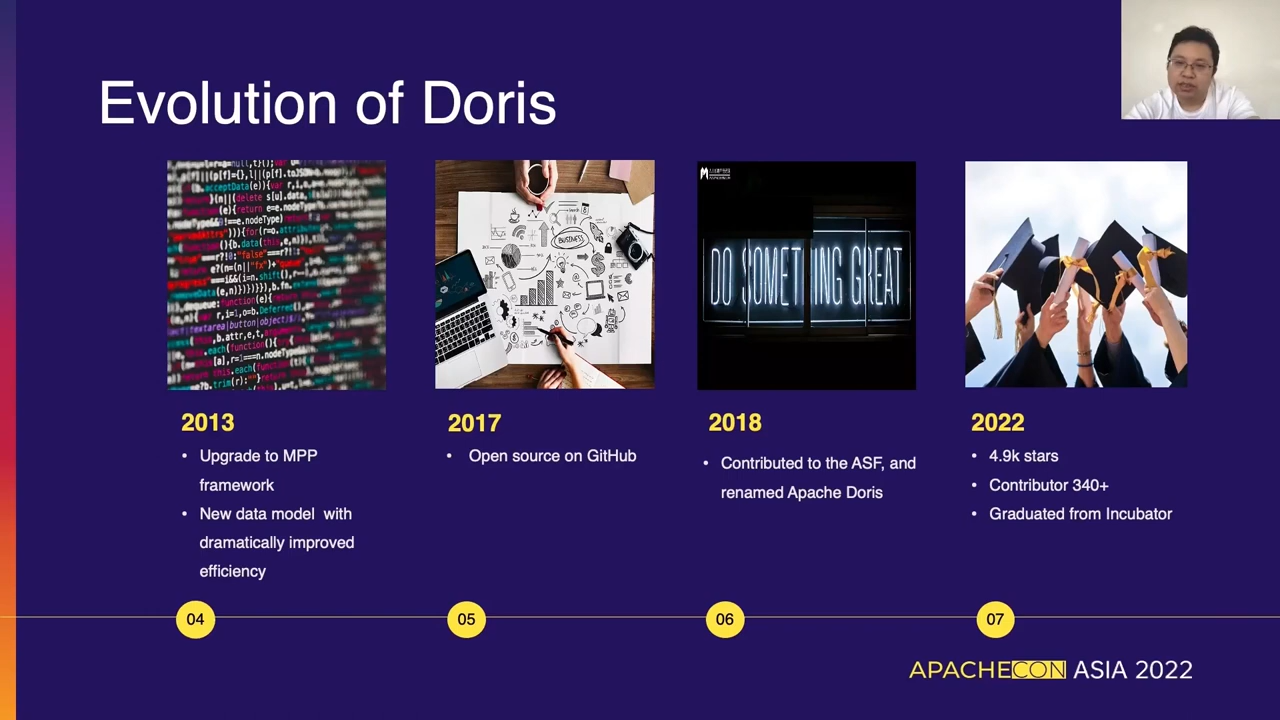 Evolution of Doris
BUSINESS
DO SOMETHING GREAT
2013
• Upgrade to MPP
framework
• New data model with
dramatically improved
efficiency
2017
• Open source on GitHub
2018
• Contributed to the ASF, and
renamed Apache Doris
2022
• 4.9k stars
• Contributor 340+
• Graduated from Incubator
04
05
06
07
APACHECON ASIA 2022